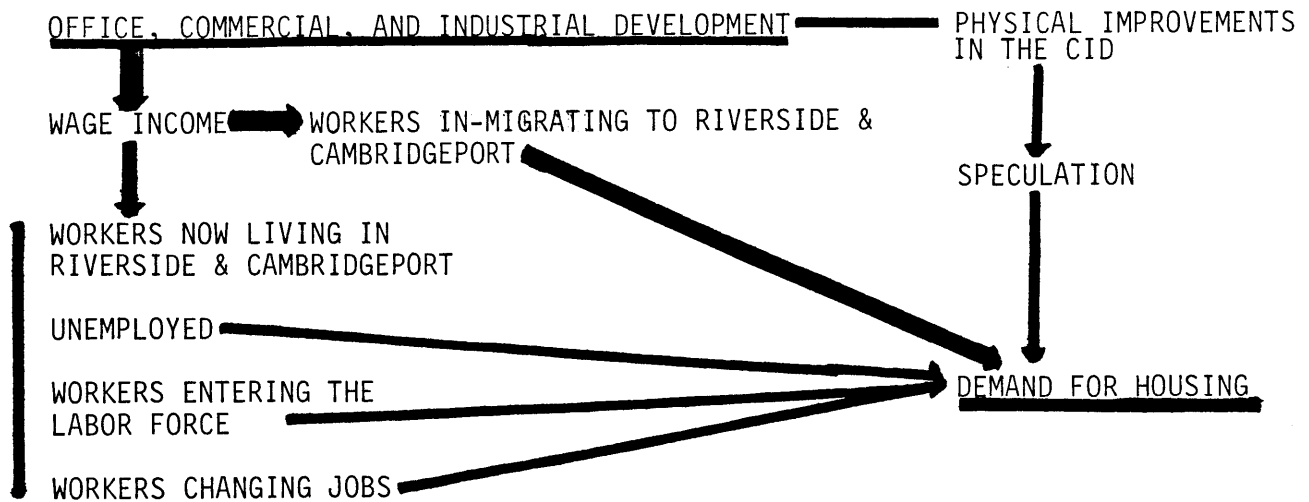 OFFICE, COMMERCIAL, AND INDUSTRIAL DEVELOPMENT
PHYSICAL IMPROVEMENTS
IN THE CID
WAGE INCOME
WORKERS IN-MIGRATING TO RIVERSIDE &
CAMBRIDGEPORT
SPECULATION
WORKERS NOW LIVING IN
RIVERSIDE & CAMBRIDGEPORT
UNEMPLOYED
WORKERS ENTERING THE
LABOR FORCE
DEMAND FOR HOUSING
WORKERS CHANGING JOBS